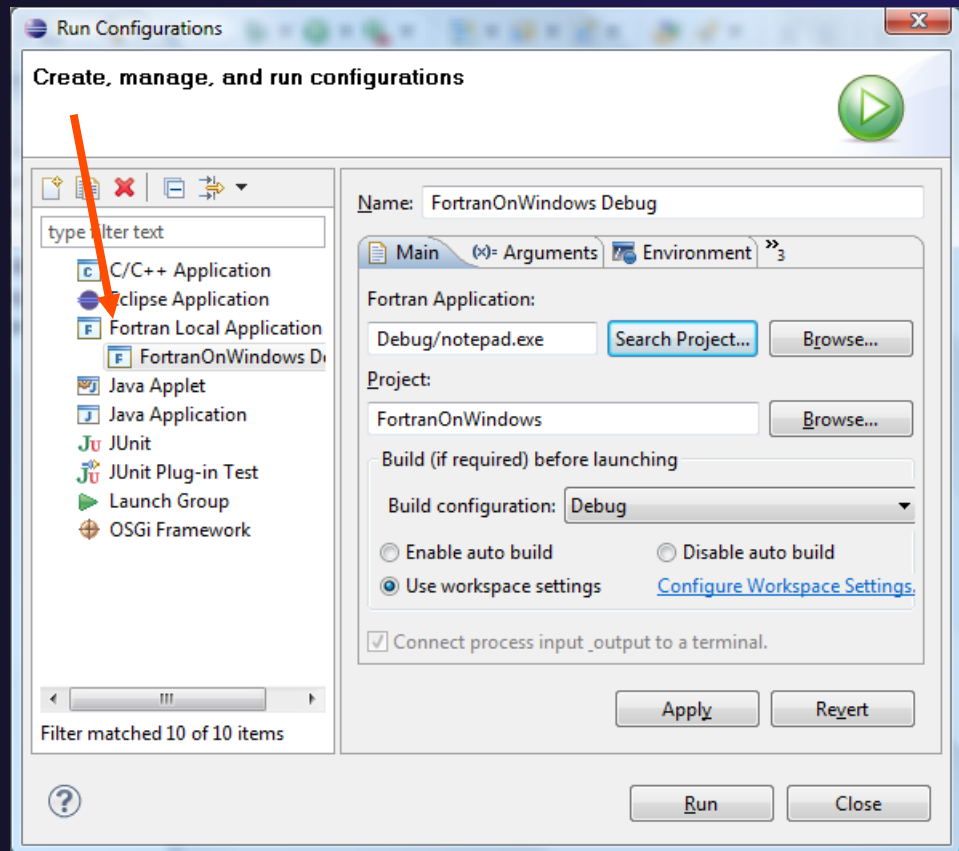 Run Configurations
Create, manage, and run configurations
type filter text
C/C++ Application
Eclipse Application
Fortran Local Application
FortranOnWindows De
Java Applet
Java Application
JUnit
JUnit Plug-in Test
Launch Group
OSGi Framework
Filter matched 10 of 10 items
Name: FortranOnWindows Debug
Main (x)= Arguments Environment »3
Fortran Application:
Debug/notepad.exe Search Project... Browse...
Project:
FortranOnWindows Browse...
Build (if required) before launching
Build configuration: Debug
Enable auto build Disable auto build
Use workspace settings Configure Workspace Settings.
Connect process input _output to a terminal.
Apply Revert
Run Close